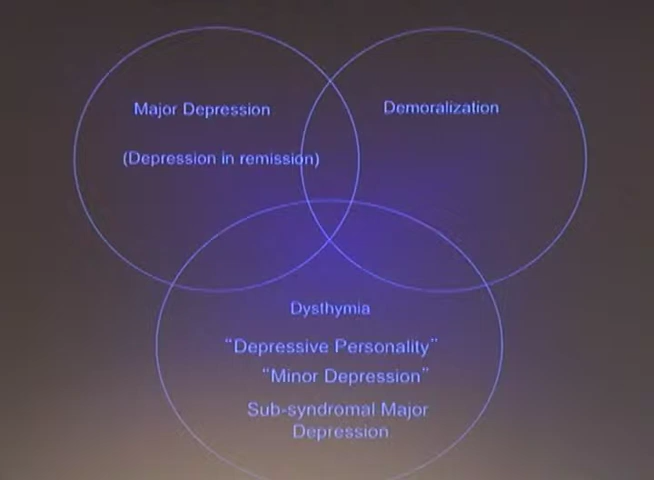 Major Depression
Demoralization
(Depression in remission)
Dysthymia
“Depressive Personality”
“Minor Depression”
Sub-syndromal Major
Depression